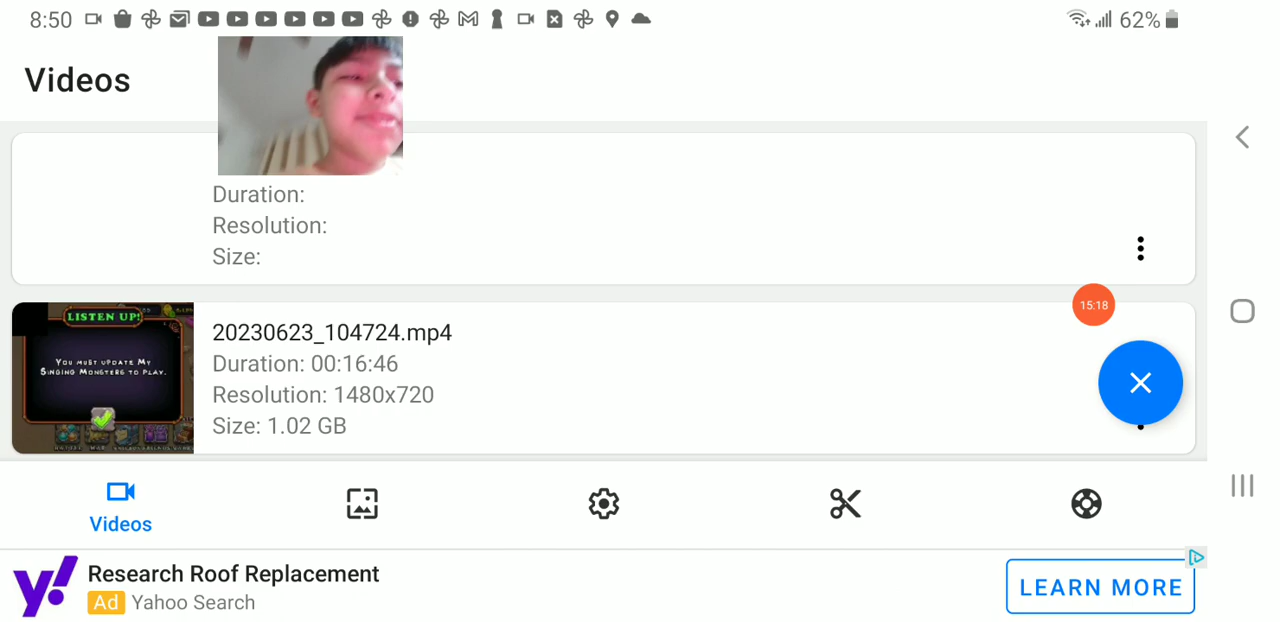 8:50
62%
Videos
Duration:
Resolution:
Size:
15:18
LISTEN UP!
YOU MUST UPDATE MY
SINGING MONSTERS TO PLAY.
20230623_104724.mp4
Duration: 00:16:46
Resolution: 1480x720
Size: 1.02 GB
Videos
y!
Research Roof Replacement
Ad Yahoo Search
LEARN MORE